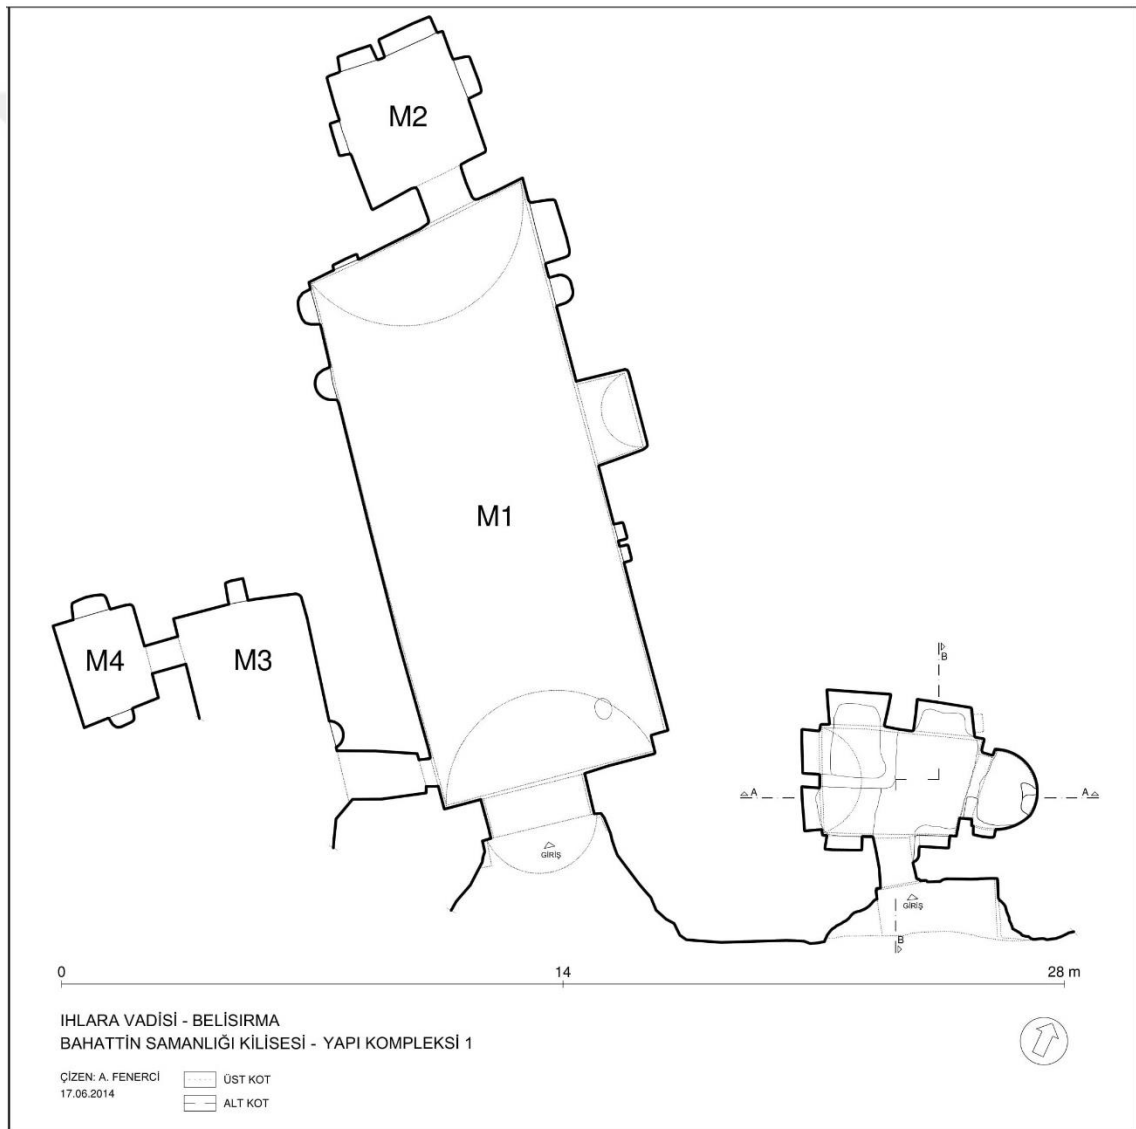 M2
M1
M4
M3
B
A
A
GİRİŞ
GİRİŞ
B
0 14 28 m
IHLARA VADİSİ - BELİSIRMA
BAHATTİN SAMANLIĞI KİLİSESİ - YAPI KOMPLEKSİ 1
ÇİZEN: A. FENERCİ
17.06.2014
ÜST KOT
ALT KOT